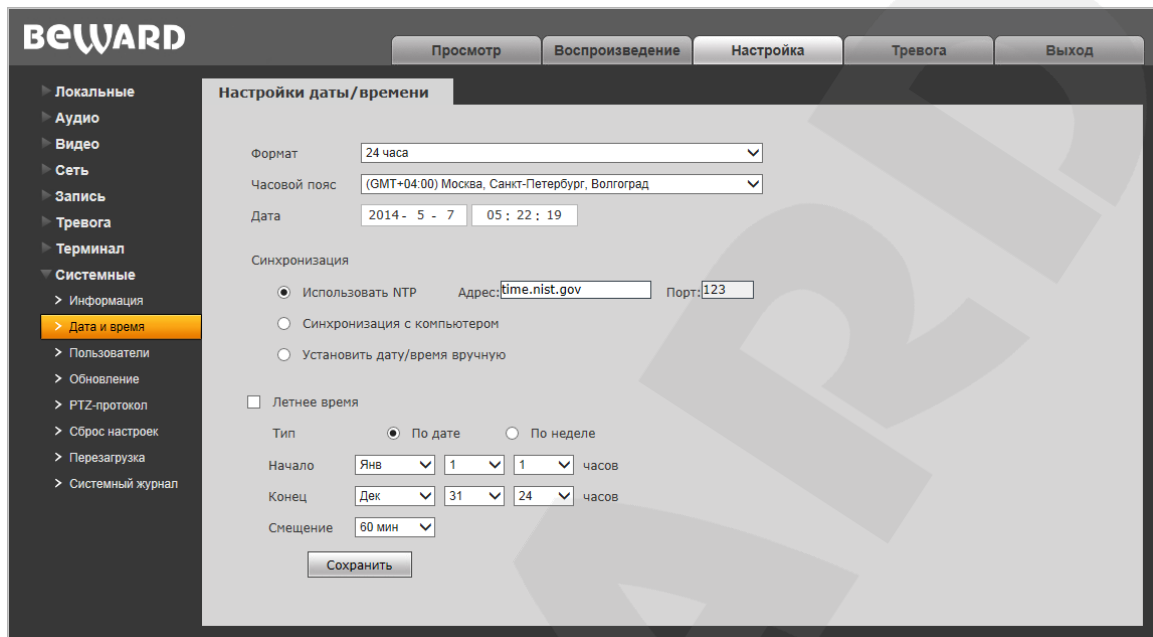 BEWARD
Просмотр Воспроизведение Настройка Тревога Выход
Локальные
Аудио
Видео
Сеть
Запись
Тревога
Терминал
Системные
Информация
Дата и время
Пользователи
Обновление
PTZ-протокол
Сброс настроек
Перезагрузка
Системный журнал
Настройки даты/времени
Формат 24 часа
Часовой пояс (GMT+04:00) Москва, Санкт-Петербург, Волгоград
Дата 2014 - 5 - 7 05 : 22 : 19
Синхронизация
Использовать NTP Адрес: time.nist.gov Порт: 123
Синхронизация с компьютером
Установить дату/время вручную
Летнее время
Тип По дате По неделе
Начало Янв 1 1 часов
Конец Дек 31 24 часов
Смещение 60 мин
Сохранить